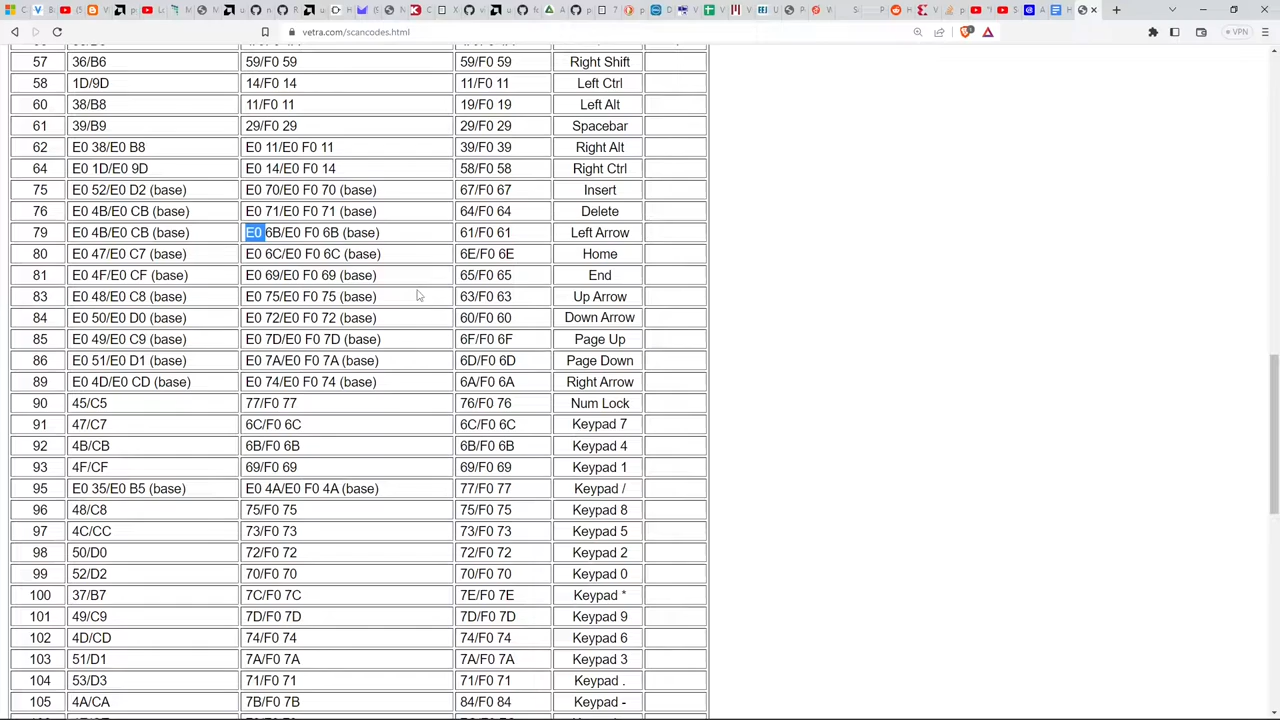 vetra.com/scancodes.html
VPN
57 36/B6 59/F0 59 59/F0 59 Right Shift
58 1D/9D 14/F0 14 11/F0 11 Left Ctrl
60 38/B8 11/F0 11 19/F0 19 Left Alt
61 39/B9 29/F0 29 29/F0 29 Spacebar
62 E0 38/E0 B8 E0 11/E0 F0 11 39/F0 39 Right Alt
64 E0 1D/E0 9D E0 14/E0 F0 14 58/F0 58 Right Ctrl
75 E0 52/E0 D2 (base) E0 70/E0 F0 70 (base) 67/F0 67 Insert
76 E0 4B/E0 CB (base) E0 71/E0 F0 71 (base) 64/F0 64 Delete
79 E0 4B/E0 CB (base) E0 6B/E0 F0 6B (base) 61/F0 61 Left Arrow
80 E0 47/E0 C7 (base) E0 6C/E0 F0 6C (base) 6E/F0 6E Home
81 E0 4F/E0 CF (base) E0 69/E0 F0 69 (base) 65/F0 65 End
83 E0 48/E0 C8 (base) E0 75/E0 F0 75 (base) 63/F0 63 Up Arrow
84 E0 50/E0 D0 (base) E0 72/E0 F0 72 (base) 60/F0 60 Down Arrow
85 E0 49/E0 C9 (base) E0 7D/E0 F0 7D (base) 6F/F0 6F Page Up
86 E0 51/E0 D1 (base) E0 7A/E0 F0 7A (base) 6D/F0 6D Page Down
89 E0 4D/E0 CD (base) E0 74/E0 F0 74 (base) 6A/F0 6A Right Arrow
90 45/C5 77/F0 77 76/F0 76 Num Lock
91 47/C7 6C/F0 6C 6C/F0 6C Keypad 7
92 4B/CB 6B/F0 6B 6B/F0 6B Keypad 4
93 4F/CF 69/F0 69 69/F0 69 Keypad 1
95 E0 35/E0 B5 (base) E0 4A/E0 F0 4A (base) 77/F0 77 Keypad /
96 48/C8 75/F0 75 75/F0 75 Keypad 8
97 4C/CC 73/F0 73 73/F0 73 Keypad 5
98 50/D0 72/F0 72 72/F0 72 Keypad 2
99 52/D2 70/F0 70 70/F0 70 Keypad 0
100 37/B7 7C/F0 7C 7E/F0 7E Keypad *
101 49/C9 7D/F0 7D 7D/F0 7D Keypad 9
102 4D/CD 74/F0 74 74/F0 74 Keypad 6
103 51/D1 7A/F0 7A 7A/F0 7A Keypad 3
104 53/D3 71/F0 71 71/F0 71 Keypad .
105 4A/CA 7B/F0 7B 84/F0 84 Keypad -